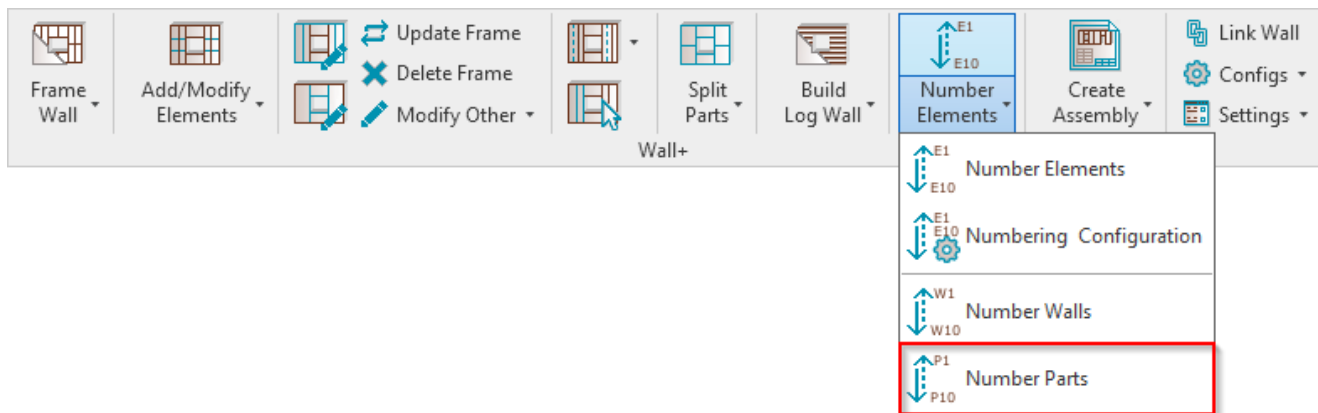 Frame
Wall
Add/Modify
Elements
Update Frame
Delete Frame
Modify Other
Split
Parts
Build
Log Wall
E1
E10
Number
Elements
Create
Assembly
Link Wall
Configs
Settings
Wall+
E1
E10
Number Elements
E1
E10
Numbering Configuration
W1
W10
Number Walls
P1
P10
Number Parts